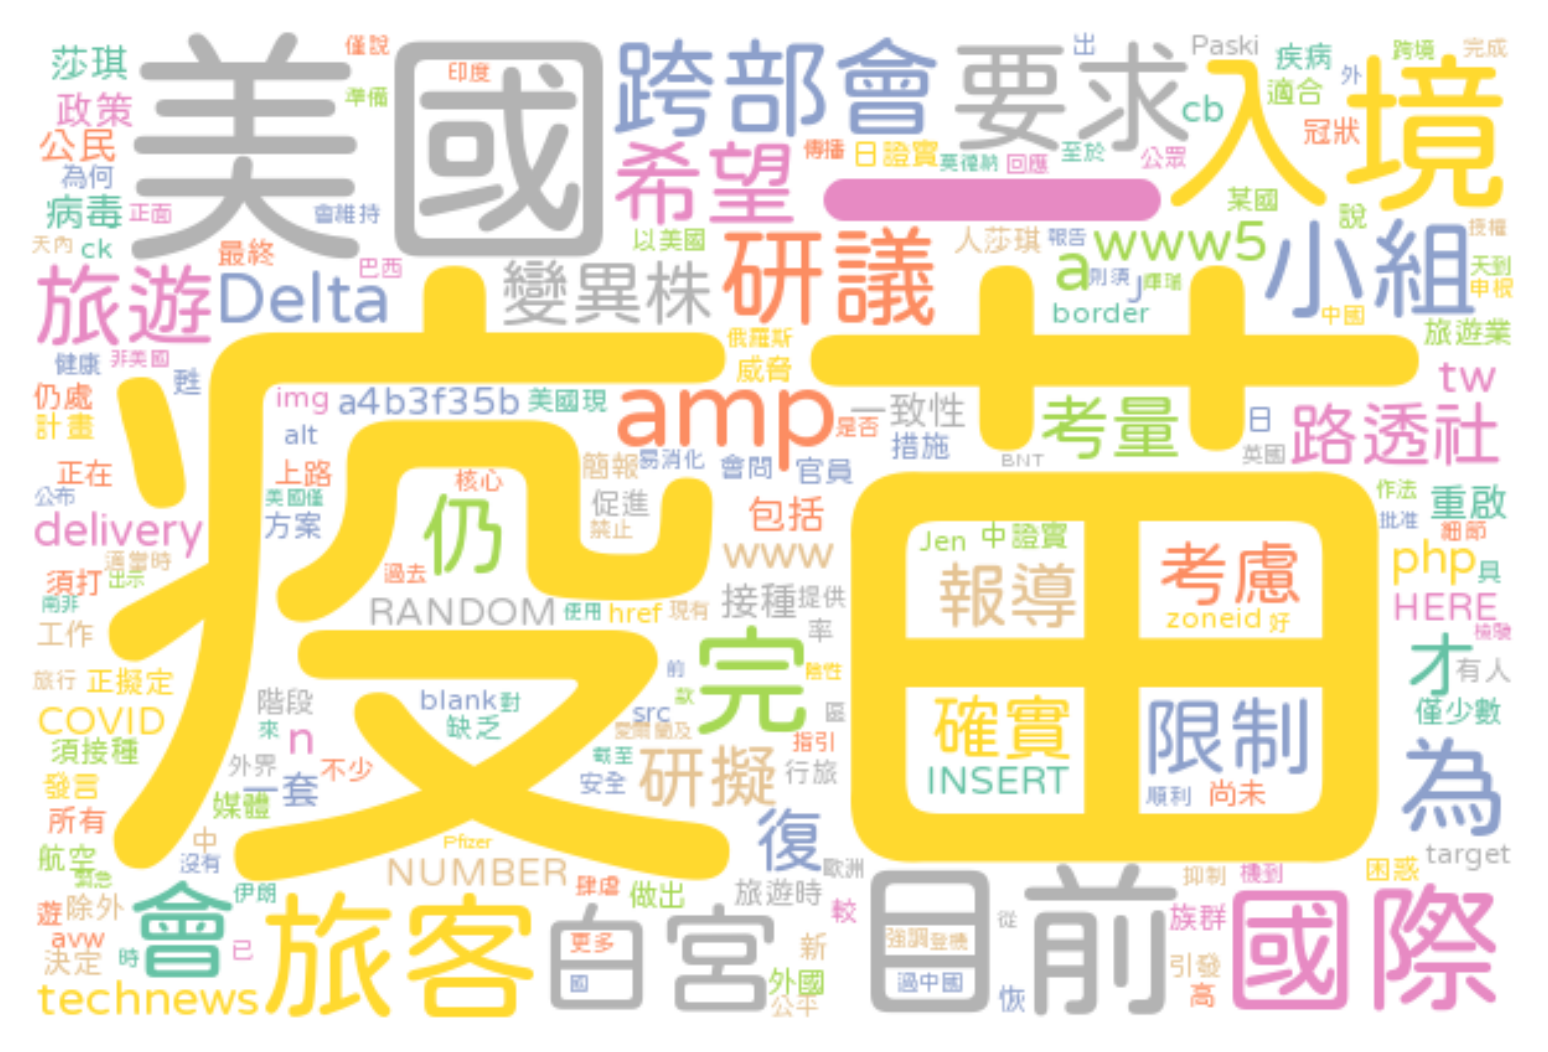 莎琪
僅說
美國
印度
準備
政策
公民
為何
病毒
正面
會維持
天內
ck
最終
巴西
跨部會
出
要求
Paski
疾病
跨境
完成
外
適合
cb
入境
冠狀
希望
傳播
日證實
英德納
回應
至於
公眾
一
某國
說
授權
以美國
研議
人莎琪
報告
www5
a
則須
J
庫瑞
小組
天到
申根
旅遊
Delta
變異株
border
中國
旅遊業
俄羅斯
威脅
健康
非美國
甦
仍處
計畫
疫苗
img
a4b3f35b
美國現
alt
amp
是否
一致性
措施
考量
日
英國
BNT
tw
路透社
正在
上路
公布
美國僅
方案
核心
仍
簡報
易消化
會問
官員
促進
禁止
包括
作法
批准
重啟
細節
delivery
適當時
須打
出示
南非
工作
過去
RANDOM
使用
href
現有
www
接種
提供
率
Jen
中證實
報導
考慮
zoneid
好
php
具
HERE
檢驗
才
有人
僅少數
旅行
正擬定
COVID
須接種
發言
階段
來
n
外界
一套
不少
媒體
blank
對
缺乏
前
款
src
愛爾蘭及
截至
安全
完
陰性
區
指引
研擬
行旅
確實
限制
INSERT
順利
尚未
為
target
所有
航空
緊急
中
沒有
Pfizer
NUMBER
復
歐洲
肆虐
做出
旅遊時
困惑
遊
除外
avw
決定
時
會
已
伊朗
technews
旅客
白宮
更多
國
較
新
外國
公平
目前
強調
登機
過中國
從
恢
抑制
機到
族群
引發
高
國際